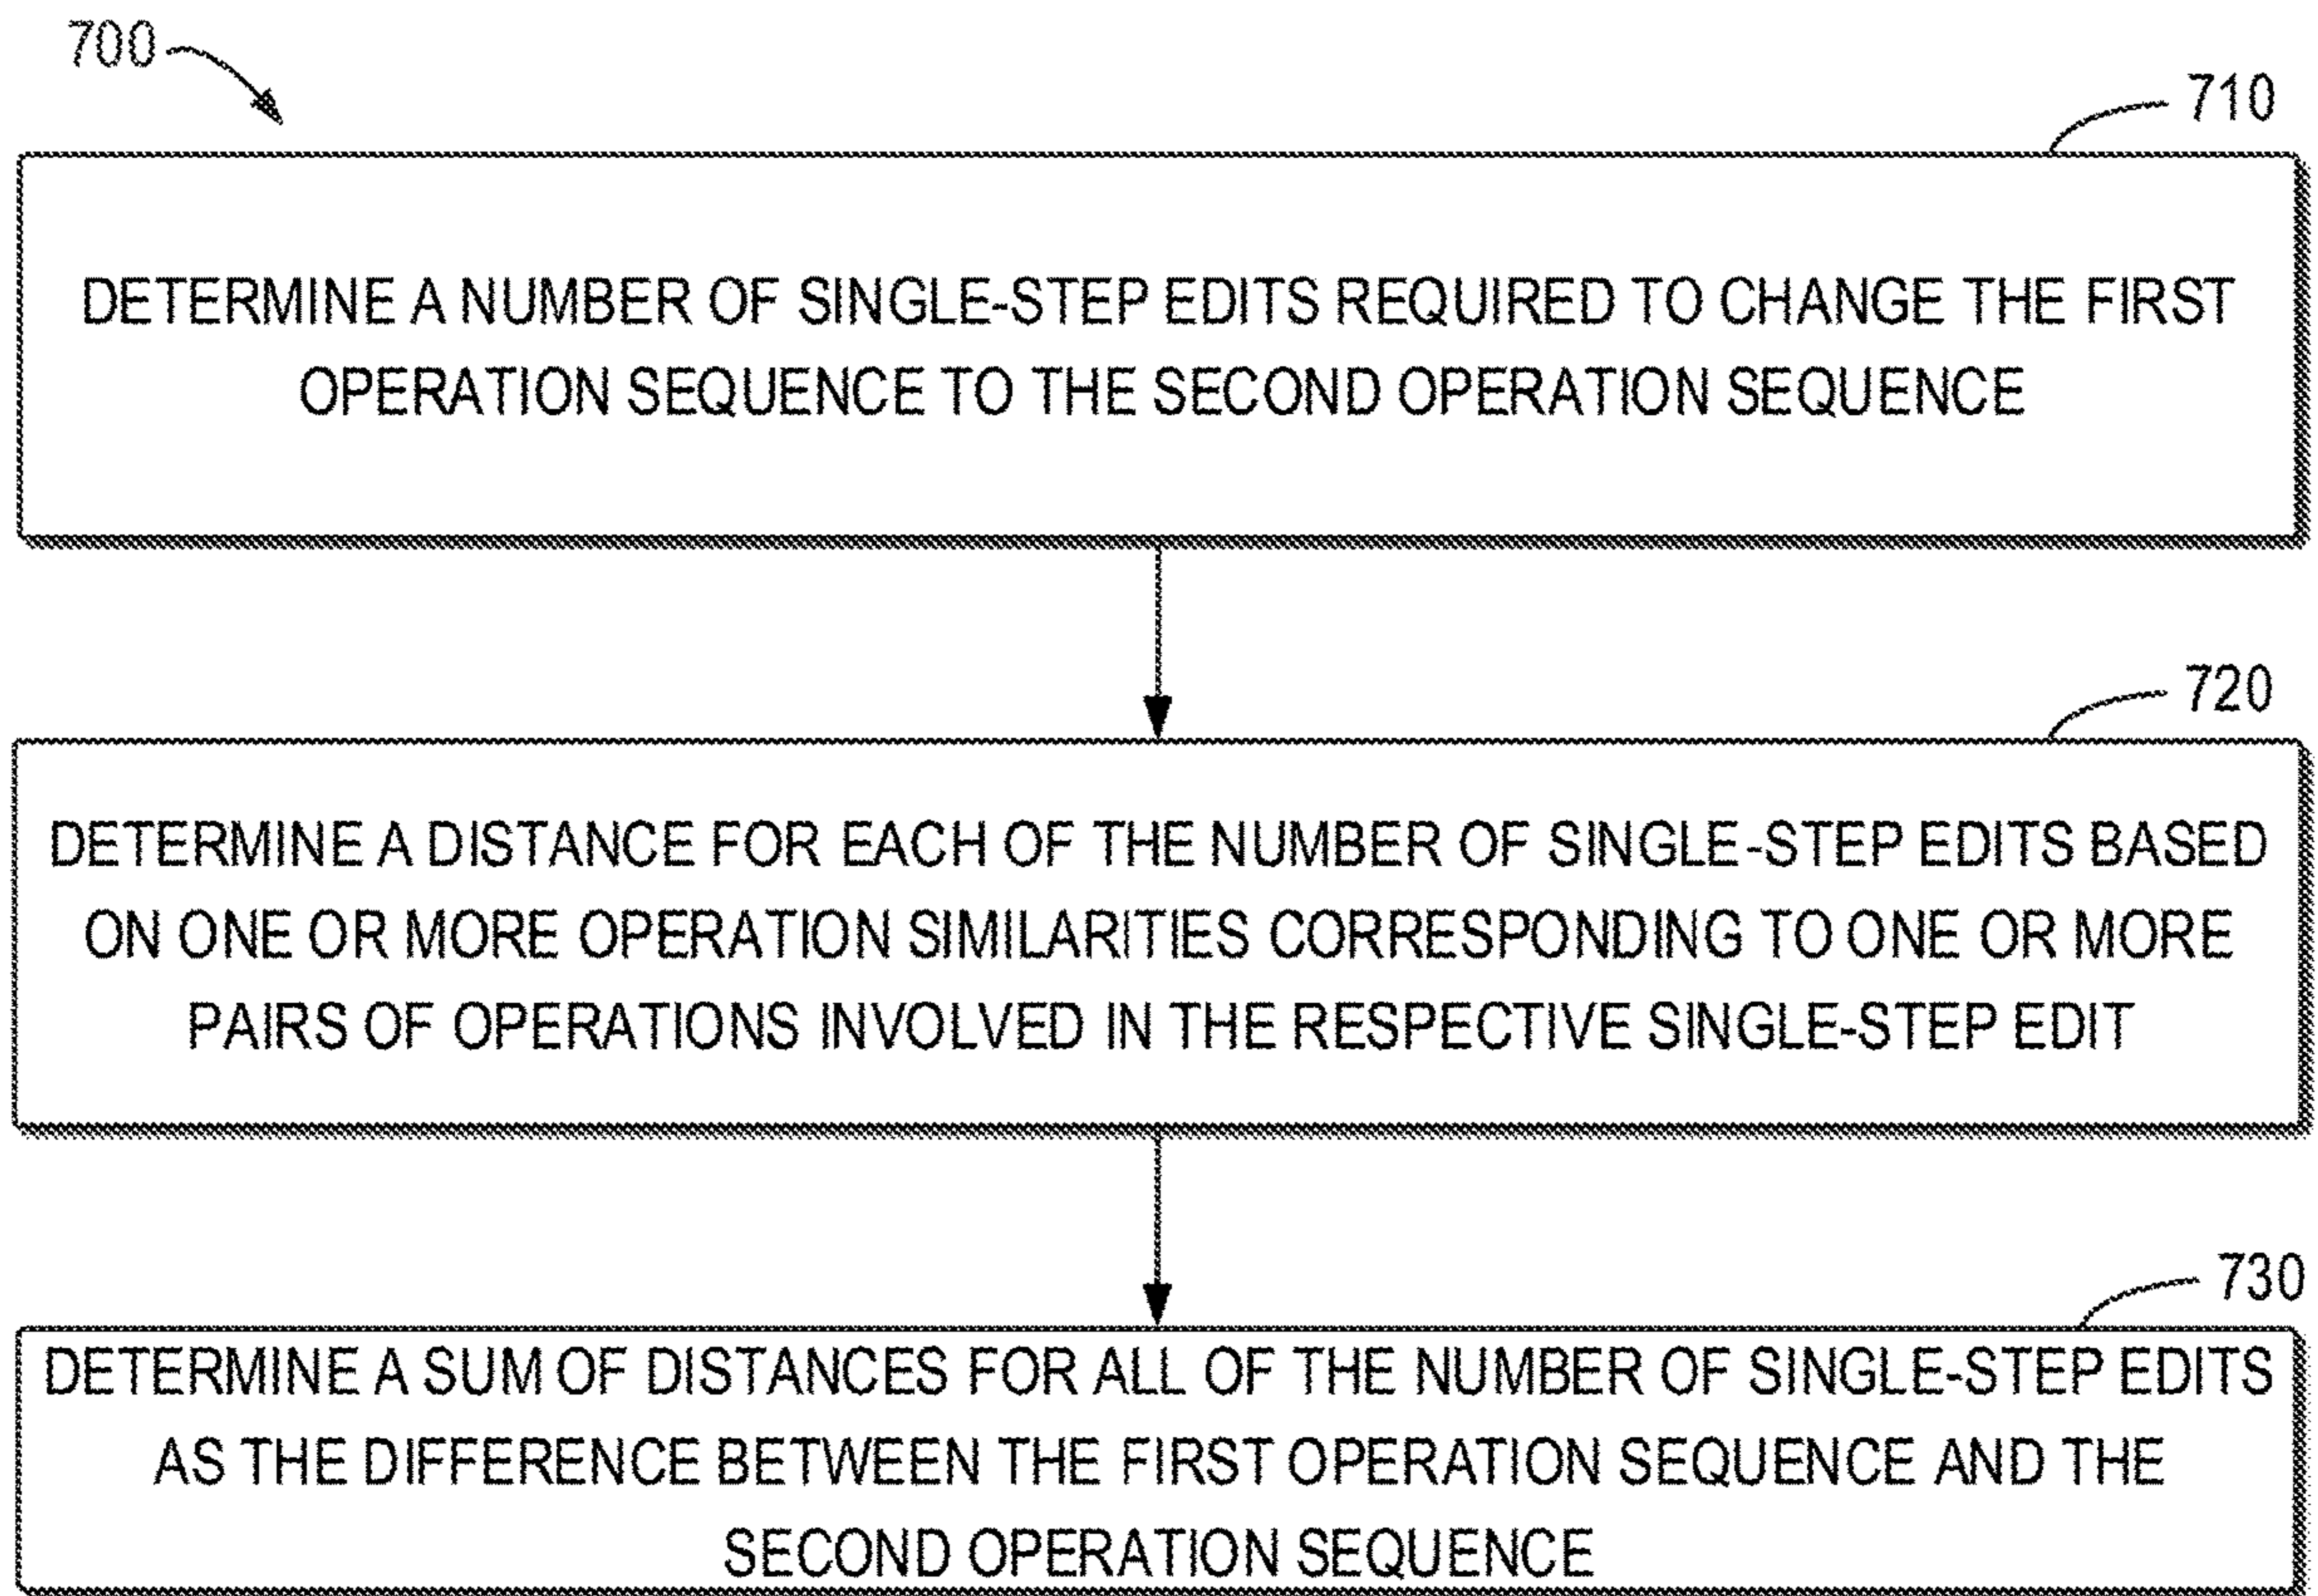 700
710
DETERMINE A NUMBER OF SINGLE-STEP EDITS REQUIRED TO CHANGE THE FIRST
OPERATION SEQUENCE TO THE SECOND OPERATION SEQUENCE
720
DETERMINE A DISTANCE FOR EACH OF THE NUMBER OF SINGLE-STEP EDITS BASED
ON ONE OR MORE OPERATION SIMILARITIES CORRESPONDING TO ONE OR MORE
PAIRS OF OPERATIONS INVOLVED IN THE RESPECTIVE SINGLE-STEP EDIT
730
DETERMINE A SUM OF DISTANCES FOR ALL OF THE NUMBER OF SINGLE-STEP EDITS
AS THE DIFFERENCE BETWEEN THE FIRST OPERATION SEQUENCE AND THE
SECOND OPERATION SEQUENCE